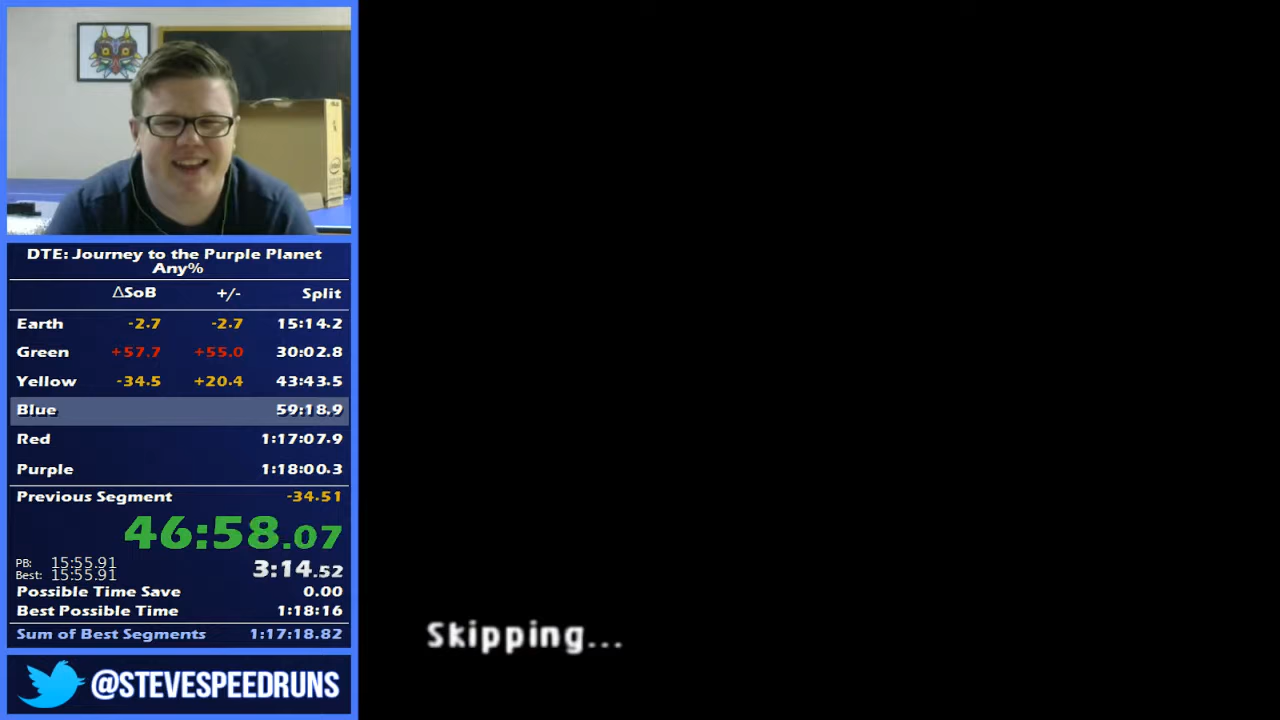 DTE: Journey to the Purple Planet
Any%
ΔSoB +/- Split
Earth -2.7 -2.7 15:14.2
Green +57.7 +55.0 30:02.8
Yellow -34.5 +20.4 43:43.5
Blue 59:18.9
Red 1:17:07.9
Purple 1:18:00.3
Previous Segment -34.51
46:58.07
PB: 15:55.91
Best: 15:55.91
3:14.52
Possible Time Save 0.00
Best Possible Time 1:18:16
Sum of Best Segments 1:17:18.82
@STEVESPEEDRUNS
Skipping...